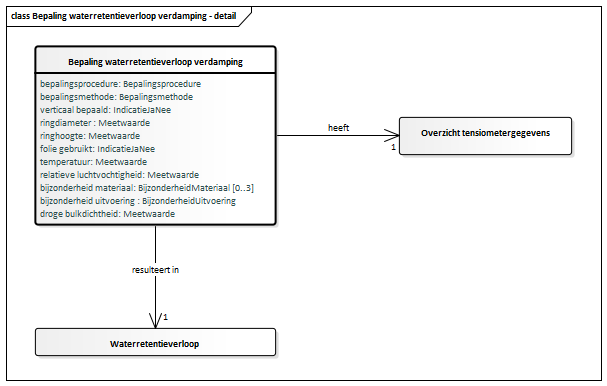 class Bepaling waterretentieverloop verdamping - detail
Bepaling waterretentieverloop verdamping
bepalingsprocedure: Bepalingsprocedure
bepalingsmethode: Bepalingsmethode
verticaal bepaald: IndicatieJaNee
ringdiameter : Meetwaarde
ringhoogte: Meetwaarde
folie gebruikt: IndicatieJaNee
temperatuur: Meetwaarde
relatieve luchtvochtigheid: Meetwaarde
bijzonderheid materiaal: BijzonderheidMateriaal [0..3]
bijzonderheid uitvoering : BijzonderheidUitvoering
droge bulkdichtheid: Meetwaarde
heeft
1
Overzicht tensiometergegevens
resulteert in
1
Waterretentieverloop